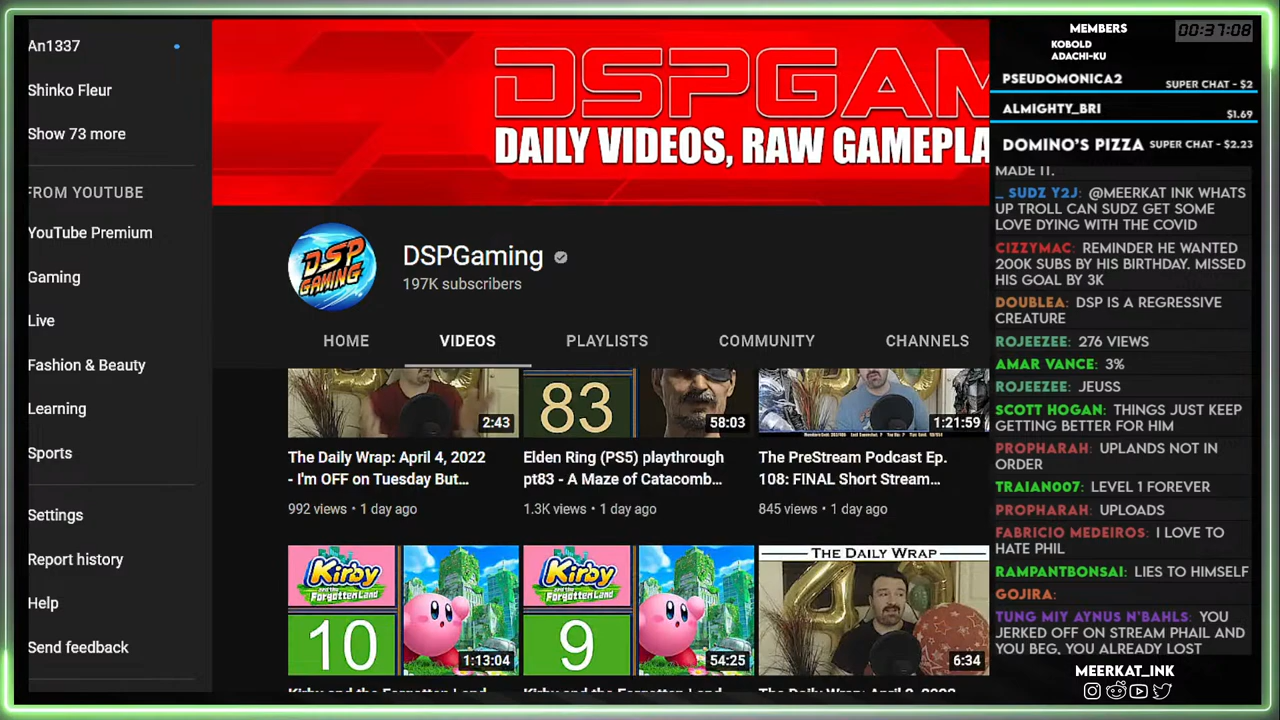 An1337
Shinko Fleur
Show 73 more
FROM YOUTUBE
YouTube Premium
Gaming
Live
Fashion & Beauty
Learning
Sports
Settings
Report history
Help
Send feedback
DSPGAM
DAILY VIDEOS, RAW GAMEPLA
DSP
GAMING
DSPGaming
197K subscribers
HOME VIDEOS PLAYLISTS COMMUNITY CHANNELS
2:43
83
58:03
1:21:59
The Daily Wrap: April 4, 2022
- I'm OFF on Tuesday But...
992 views • 1 day ago
Elden Ring (PS5) playthrough
pt83 - A Maze of Catacomb...
1.3K views • 1 day ago
The PreStream Podcast Ep.
108: FINAL Short Stream...
845 views • 1 day ago
Kirby
and the Forgotten Land
10
1:13:04
Kirby
and the Forgotten Land
9
54:25
THE DAILY WRAP
6:34
MEMBERS
KOBOLD
ADACHI-KU
00:37:08
PSEUDOMONICA2 SUPER CHAT - $2
ALMIGHTY_BRI $1.69
DOMINO'S PIZZA SUPER CHAT - $2.23
MADE IT.
_ SUDZ Y2J: @MEERKAT INK WHATS
UP TROLL CAN SUDZ GET SOME
LOVE DYING WITH THE COVID
CIZZYMAC: REMINDER HE WANTED
200K SUBS BY HIS BIRTHDAY. MISSED
HIS GOAL BY 3K
DOUBLEA: DSP IS A REGRESSIVE
CREATURE
ROJEEZEE: 276 VIEWS
AMAR VANCE: 3%
ROJEEZEE: JEUSS
SCOTT HOGAN: THINGS JUST KEEP
GETTING BETTER FOR HIM
PROPHARAH: UPLANDS NOT IN
ORDER
TRAIAN007: LEVEL 1 FOREVER
PROPHARAH: UPLOADS
FABRICIO MEDEIROS: I LOVE TO
HATE PHIL
RAMPANTBONSAI: LIES TO HIMSELF
GOJIRA:
TUNG MIY AYNUS N'BAHLS: YOU
JERKED OFF ON STREAM PHAIL AND
YOU BEG, YOU ALREADY LOST
MEERKAT_INK